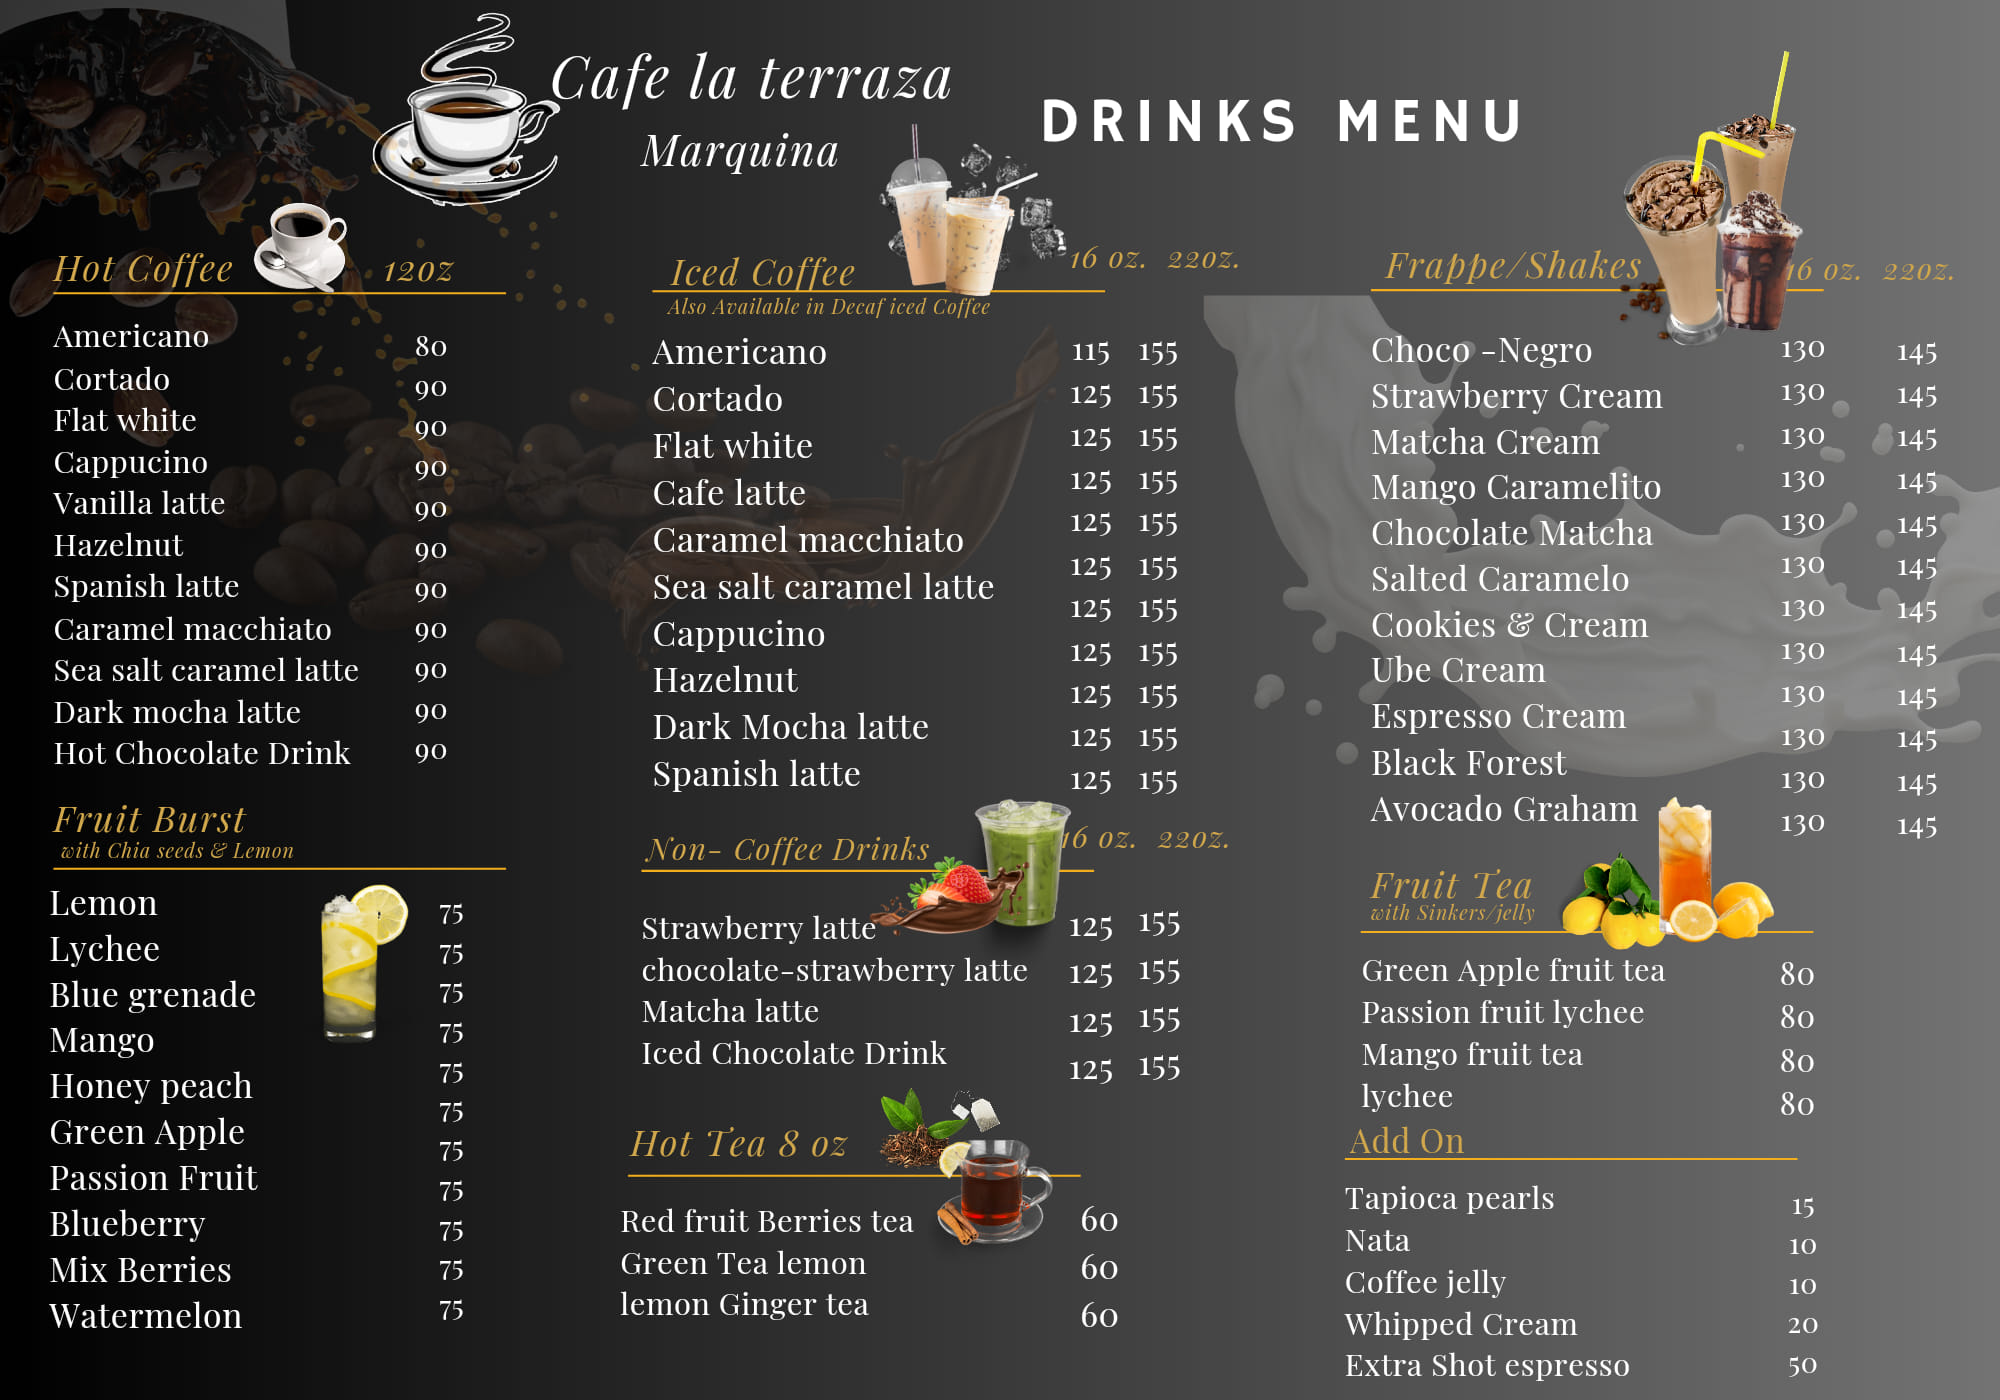 Cafe la terraza
Marquina
DRINKS MENU
Hot Coffee 12oz
Americano 80
Cortado 90
Flat white 90
Cappucino 90
Vanilla latte 90
Hazelnut 90
Spanish latte 90
Caramel macchiato 90
Sea salt caramel latte 90
Dark mocha latte 90
Hot Chocolate Drink 90
Fruit Burst
with Chia seeds & Lemon
Lemon 75
Lychee 75
Blue grenade 75
Mango 75
Honey peach 75
Green Apple 75
Passion Fruit 75
Blueberry 75
Mix Berries 75
Watermelon 75
Iced Coffee 16 oz. 22oz.
Also Available in Decaf iced Coffee
Americano 115 155
Cortado 125 155
Flat white 125 155
Cafe latte 125 155
Caramel macchiato 125 155
Sea salt caramel latte 125 155
Cappucino 125 155
Hazelnut 125 155
Dark Mocha latte 125 155
Spanish latte 125 155
125 155
Non- Coffee Drinks 16 oz. 22oz.
Strawberry latte 125 155
chocolate-strawberry latte 125 155
Matcha latte 125 155
Iced Chocolate Drink 125 155
Hot Tea 8 oz
Red fruit Berries tea 60
Green Tea lemon 60
lemon Ginger tea 60
Frappe/Shakes 16 oz. 22oz.
Choco -Negro 130 145
Strawberry Cream 130 145
Matcha Cream 130 145
Mango Caramelito 130 145
Chocolate Matcha 130 145
Salted Caramelo 130 145
Cookies & Cream 130 145
Ube Cream 130 145
Espresso Cream 130 145
Black Forest 130 145
Avocado Graham 130 145
130 145
Fruit Tea
with Sinkers/jelly
Green Apple fruit tea 80
Passion fruit lychee 80
Mango fruit tea 80
lychee 80
Add On
Tapioca pearls 15
Nata 10
Coffee jelly 10
Whipped Cream 20
Extra Shot espresso 50